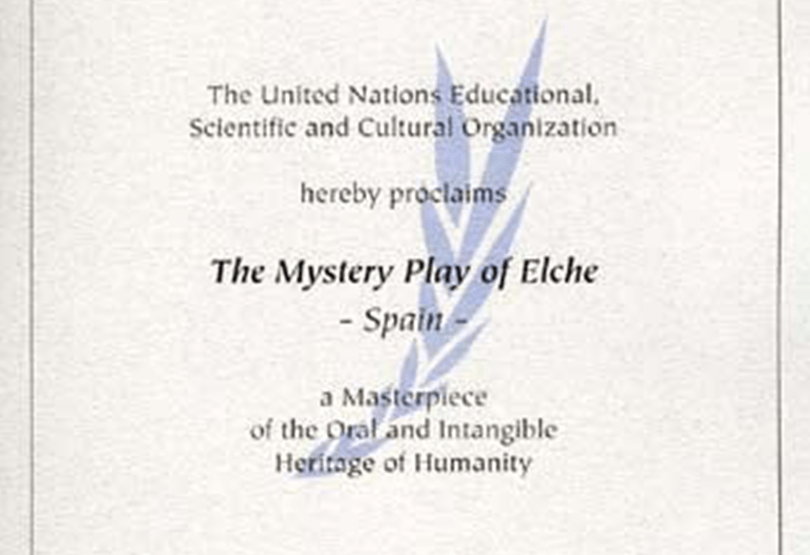 The United Nations Educational,
Scientific and Cultural Organization
hereby proclaims
The Mystery Play of Elche
- Spain -
a Masterpiece
of the Oral and Intangible
Heritage of Humanity